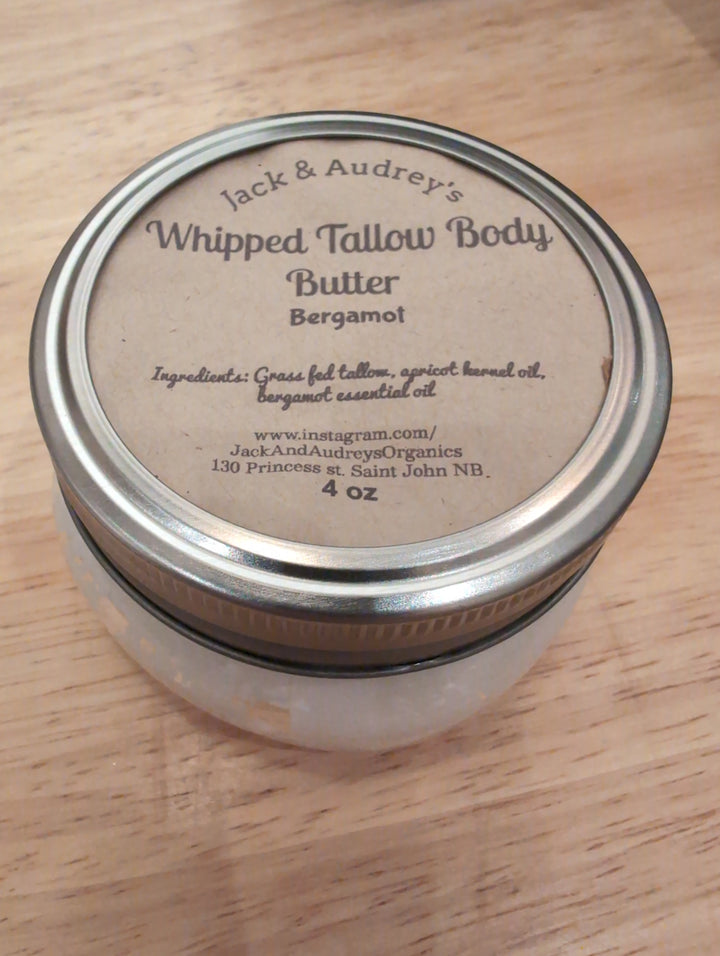 Jack & Audrey's
Whipped Tallow Body
Butter
Bergamot
Ingredients: Grass fed tallow, apricot kernel oil,
bergamot essential oil
www.instagram.com/
JackAndAudreysOrganics
130 Princess st. Saint John NB.
4 oz